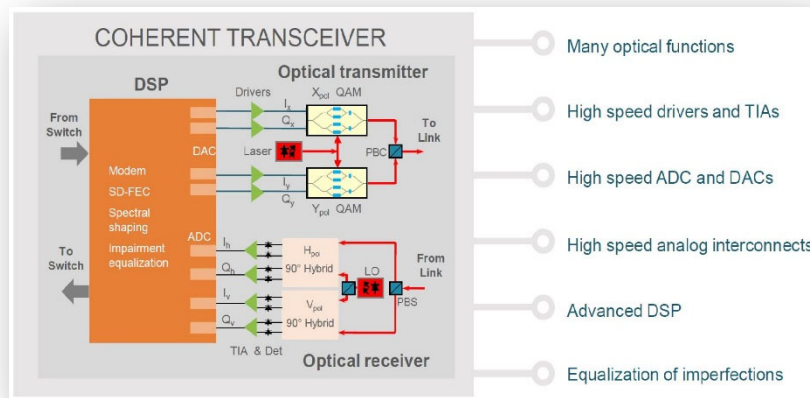 COHERENT TRANSCEIVER
DSP
Drivers
Optical transmitter
Xpol QAM
Ix
Qx
From
Switch
To
Link
DAC
Laser
PBC
Modem
SD-FEC
Spectral
shaping
Impairment
equalization
Iy
Qy
Ypol QAM
To
Switch
ADC
Ih
Qh
Iv
Qv
Hpol
90° Hybrid
LO
From
Link
PBS
Vpol
90° Hybrid
TIA & Det
Optical receiver
Many optical functions
High speed drivers and TIAs
High speed ADC and DACs
High speed analog interconnects
Advanced DSP
Equalization of imperfections